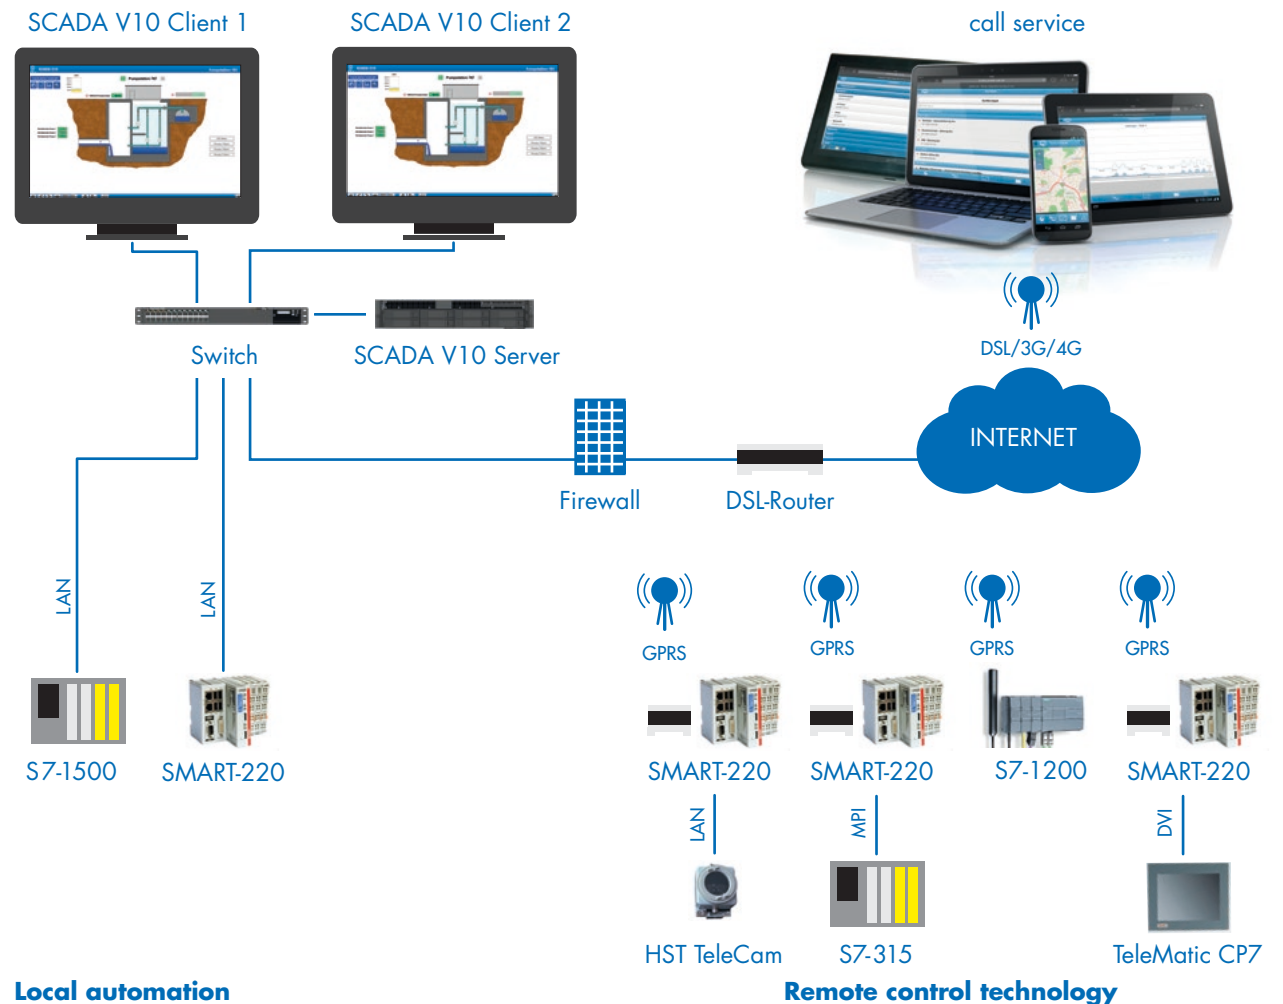 SCADA V10 Client 1
SCADA V10 Client 2
call service
Switch
SCADA V10 Server
DSL/3G/4G
INTERNET
Firewall
DSL-Router
LAN
LAN
S7-1500
SMART-220
GPRS
GPRS
GPRS
GPRS
SMART-220
SMART-220
S7-1200
SMART-220
LAN
MPI
DVI
HST TeleCam
S7-315
TeleMatic CP7
Local automation
Remote control technology